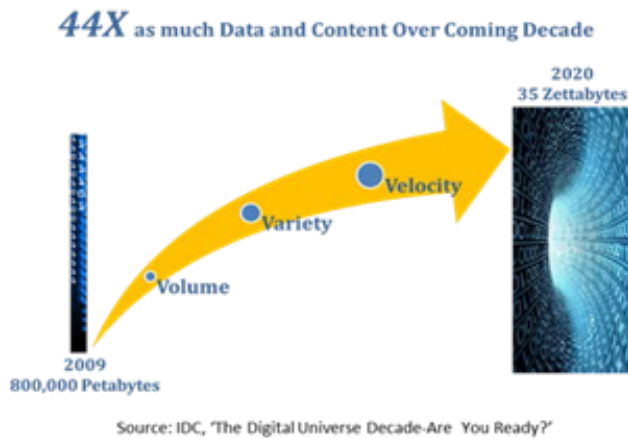 44X as much Data and Content Over Coming Decade
2020
35 Zettabytes
Velocity
Variety
Volume
2009
800,000 Petabytes
Source: IDC, ‘The Digital Universe Decade-Are You Ready?’